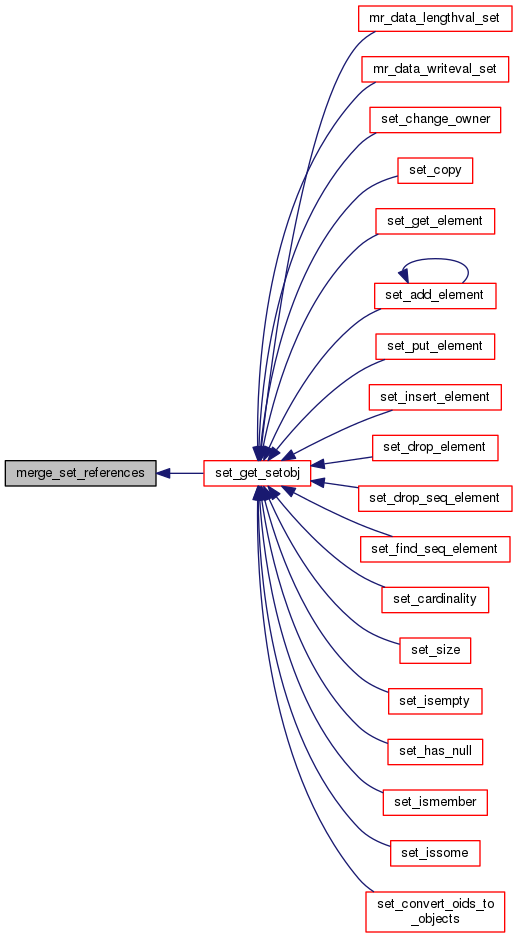 mr_data_lengthval_set
mr_data_writeval_set
set_change_owner
set_copy
set_get_element
set_add_element
set_put_element
set_insert_element
set_drop_element
merge_set_references
set_get_setobj
set_drop_seq_element
set_find_seq_element
set_cardinality
set_size
set_isempty
set_has_null
set_ismember
set_issome
set_convert_oids_to
_objects